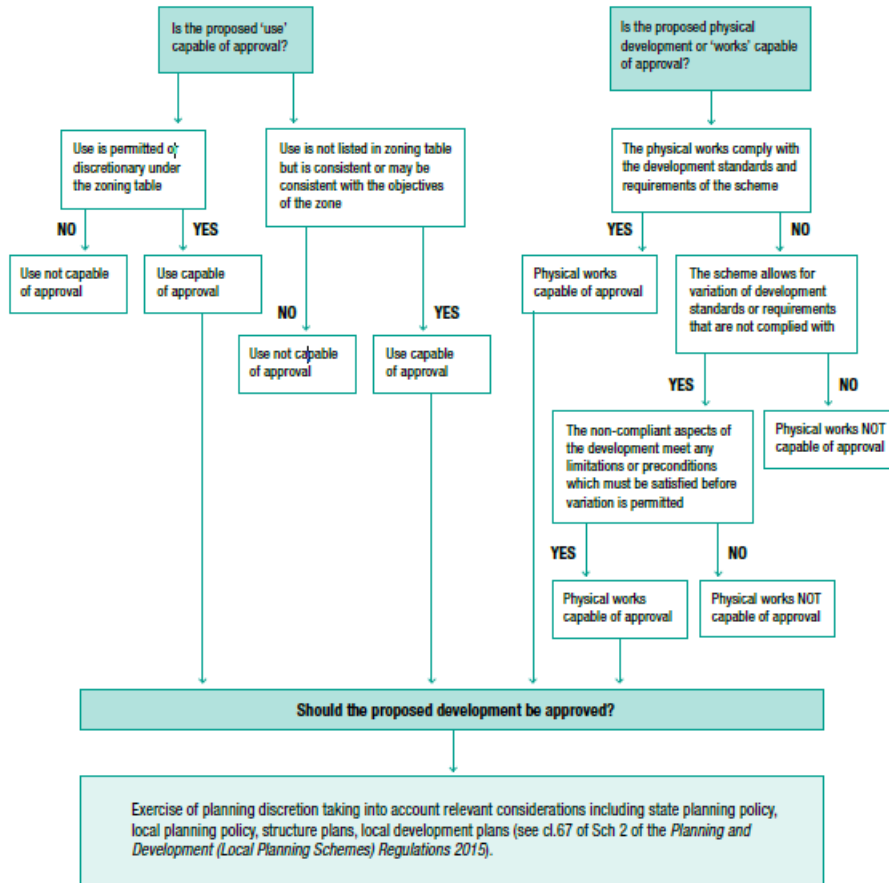 Is the proposed 'use'
capable of approval?
Is the proposed physical
development or 'works' capable
of approval?
Use is permitted or
discretionary under
the zoning table
Use is not listed in zoning table
but is consistent or may be
consistent with the objectives
of the zone
The physical works comply with
the development standards and
requirements of the scheme
NO
YES
YES
NO
Use not capable
of approval
Use capable
of approval
Physical works
capable of approval
The scheme allows for
variation of development
standards or requirements
that are not complied with
NO
YES
Use not capable
of approval
Use capable
of approval
YES
NO
The non-compliant aspects of
the development meet any
limitations or preconditions
which must be satisfied before
variation is permitted
Physical works NOT
capable of approval
YES
NO
Physical works
capable of approval
Physical works NOT
capable of approval
Should the proposed development be approved?
Exercise of planning discretion taking into account relevant considerations including state planning policy,
local planning policy, structure plans, local development plans (see cl.67 of Sch 2 of the Planning and
Development (Local Planning Schemes) Regulations 2015).